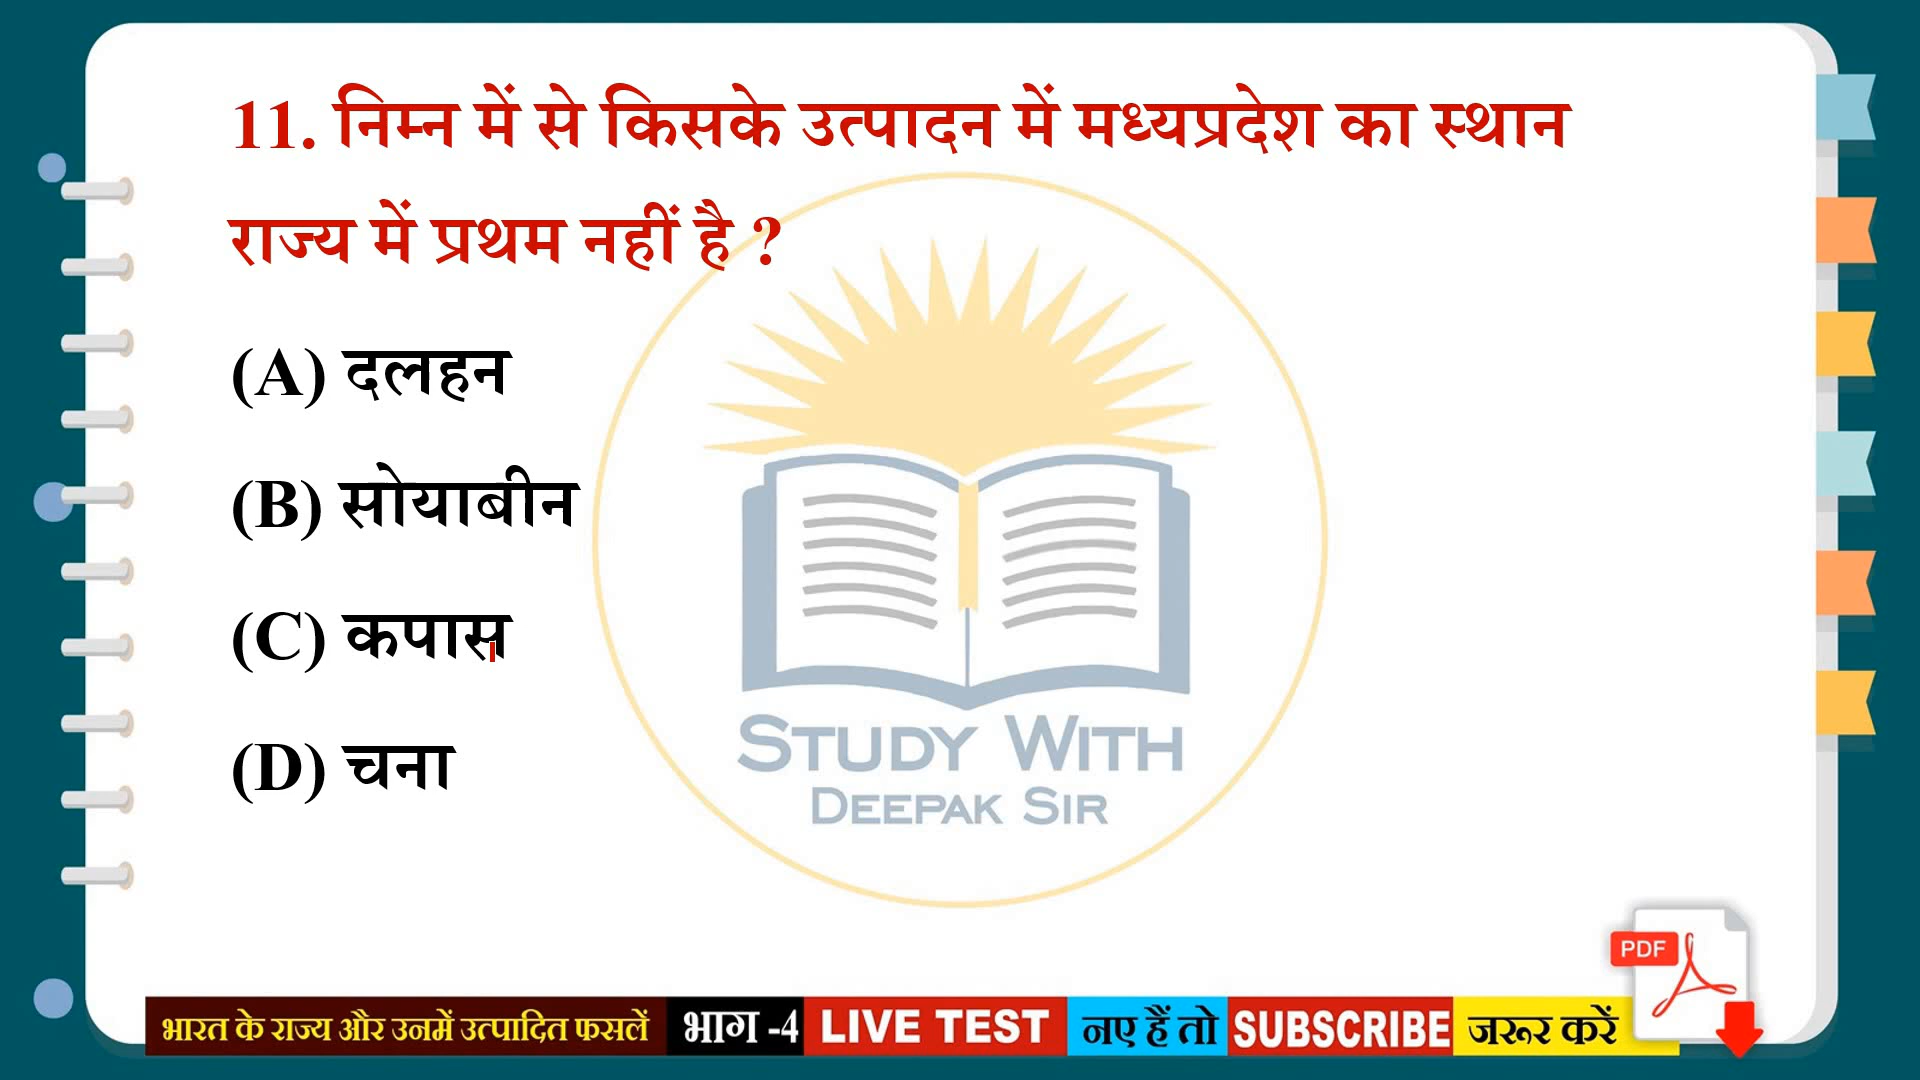 11. निम्न में से किसके उत्पादन में मध्यप्रदेश का स्थान
राज्य में प्रथम नहीं है ?
(A) दलहन
(B) सोयाबीन
(C) कपास
(D) चना
STUDY WITH
DEEPAK SIR
PDF
भारत के राज्य और उनमें उत्पादित फसलें भाग -4 LIVE TEST नए हैं तो SUBSCRIBE जरूर करें